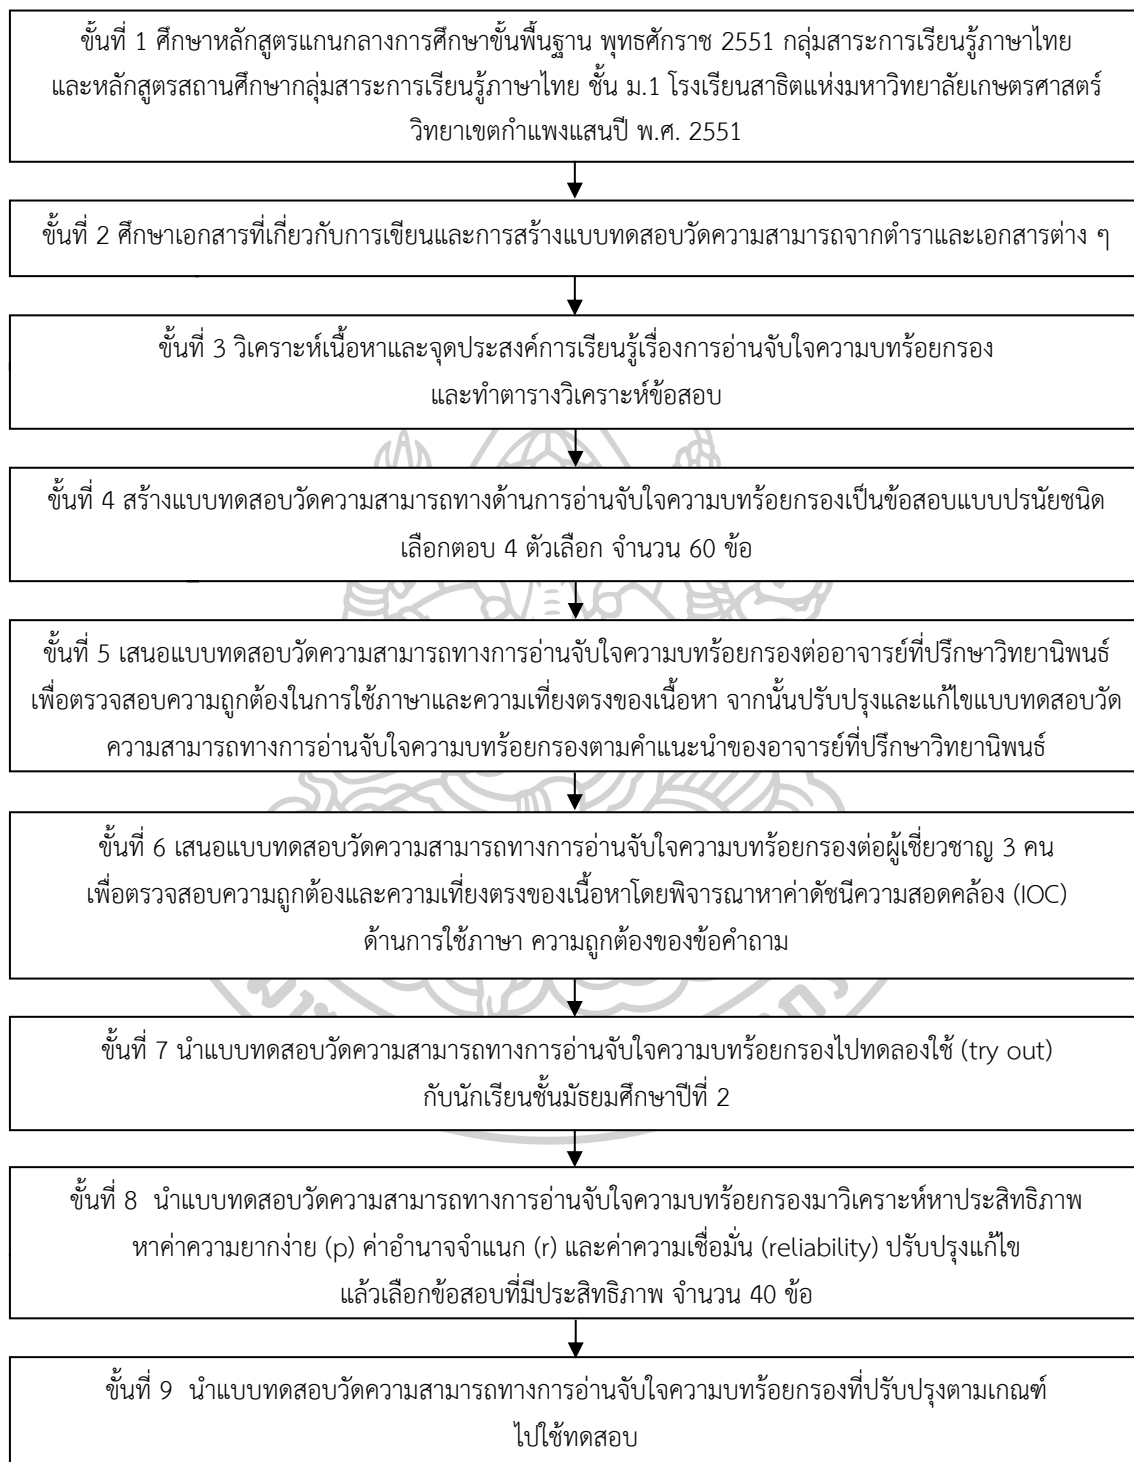 ขั้นที่ 1 ศึกษาหลักสูตรแกนกลางการศึกษาขั้นพื้นฐาน พุทธศักราช 2551 กลุ่มสาระการเรียนรู้ภาษาไทย
และหลักสูตรสถานศึกษากลุ่มสาระการเรียนรู้ภาษาไทย ชั้น ม.1 โรงเรียนสาธิตแห่งมหาวิทยาลัยเกษตรศาสตร์
วิทยาเขตกำแพงแสนปี พ.ศ. 2551
ขั้นที่ 2 ศึกษาเอกสารที่เกี่ยวกับการเขียนและการสร้างแบบทดสอบวัดความสามารถจากตำราและเอกสารต่าง ๆ
ขั้นที่ 3 วิเคราะห์เนื้อหาและจุดประสงค์การเรียนรู้เรื่องการอ่านจับใจความบทร้อยกรอง
และทำตารางวิเคราะห์ข้อสอบ
ขั้นที่ 4 สร้างแบบทดสอบวัดความสามารถทางด้านการอ่านจับใจความบทร้อยกรองเป็นข้อสอบแบบปรนัยชนิด
เลือกตอบ 4 ตัวเลือก จำนวน 60 ข้อ
ขั้นที่ 5 เสนอแบบทดสอบวัดความสามารถทางการอ่านจับใจความบทร้อยกรองต่ออาจารย์ที่ปรึกษาวิทยานิพนธ์
เพื่อตรวจสอบความถูกต้องในการใช้ภาษาและความเที่ยงตรงของเนื้อหา จากนั้นปรับปรุงและแก้ไขแบบทดสอบวัด
ความสามารถทางการอ่านจับใจความบทร้อยกรองตามคำแนะนำของอาจารย์ที่ปรึกษาวิทยานิพนธ์
ขั้นที่ 6 เสนอแบบทดสอบวัดความสามารถทางการอ่านจับใจความบทร้อยกรองต่อผู้เชี่ยวชาญ 3 คน
เพื่อตรวจสอบความถูกต้องและความเที่ยงตรงของเนื้อหาโดยพิจารณาหาค่าดัชนีความสอดคล้อง (IOC)
ด้านการใช้ภาษา ความถูกต้องของข้อคำถาม
ขั้นที่ 7 นำแบบทดสอบวัดความสามารถทางการอ่านจับใจความบทร้อยกรองไปทดลองใช้ (try out)
กับนักเรียนชั้นมัธยมศึกษาปีที่ 2
ขั้นที่ 8 นำแบบทดสอบวัดความสามารถทางการอ่านจับใจความบทร้อยกรองมาวิเคราะห์หาประสิทธิภาพ
หาค่าความยากง่าย (p) ค่าอำนาจจำแนก (r) และค่าความเชื่อมั่น (reliability) ปรับปรุงแก้ไข
แล้วเลือกข้อสอบที่มีประสิทธิภาพ จำนวน 40 ข้อ
ขั้นที่ 9 นำแบบทดสอบวัดความสามารถทางการอ่านจับใจความบทร้อยกรองที่ปรับปรุงตามเกณฑ์
ไปใช้ทดสอบ